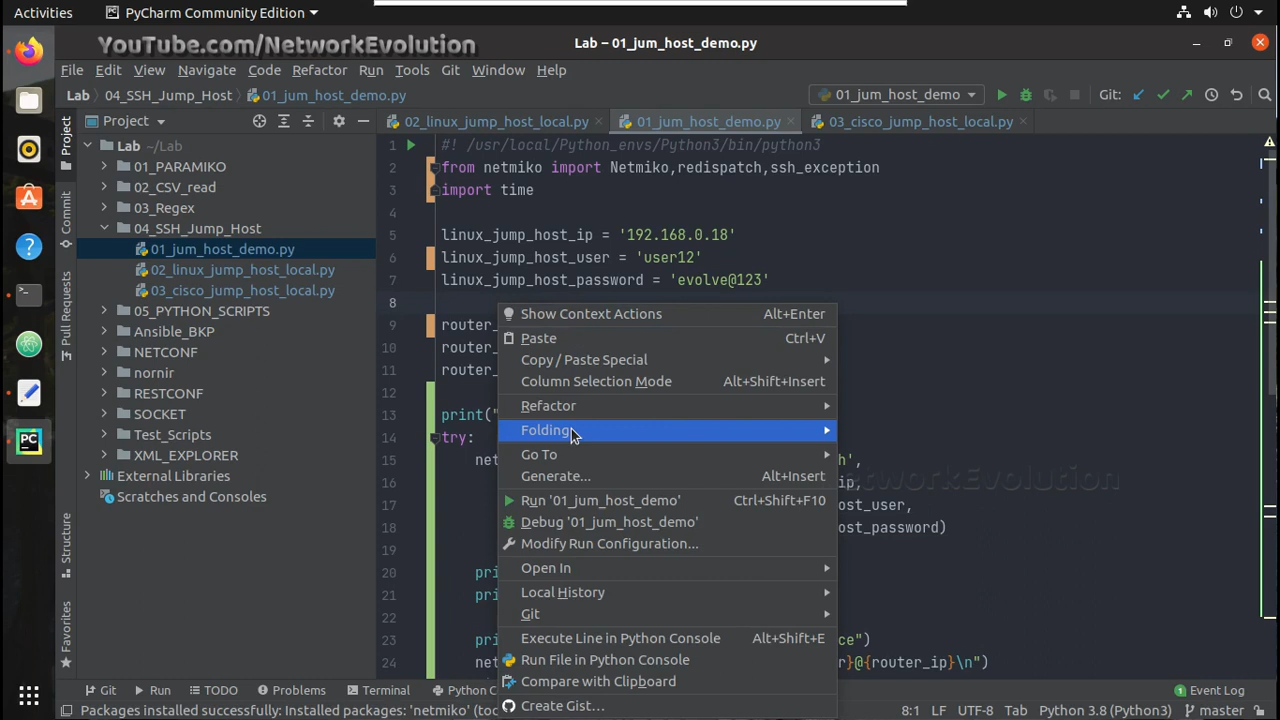 Activities
PyCharm Community Edition
YouTube.com/NetworkEvolution
Lab – 01_jum_host_demo.py
File Edit View Navigate Code Refactor Run Tools Git Window Help
Lab 04_SSH_Jump_Host 01_jum_host_demo.py
01_jum_host_demo
Git:
Project
02_linux_jump_host_local.py
01_jum_host_demo.py
03_cisco_jump_host_local.py
Project
Commit
Pull Requests
Structure
Favorites
Lab ~/Lab
01_PARAMIKO
02_CSV_read
03_Regex
04_SSH_Jump_Host
01_jum_host_demo.py
02_linux_jump_host_local.py
03_cisco_jump_host_local.py
05_PYTHON_SCRIPTS
Ansible_BKP
NETCONF
nornir
RESTCONF
SOCKET
Test_Scripts
XML_EXPLORER
External Libraries
Scratches and Consoles
1 #! /usr/local/Python_envs/Python3/bin/python3
2 from netmiko import Netmiko,redispatch,ssh_exception
3 import time
4
5 linux_jump_host_ip = '192.168.0.18'
6 linux_jump_host_user = 'user12'
7 linux_jump_host_password = 'evolve@123'
8
9 router_
10 router_
11 router_
12
13 print("
14 try:
15 net h',
16 ip,
17 ost_user,
18 ost_password)
19
20 pri
21 pri
22
23 pri ce")
24 net r}@{router_ip}\n")
NetworkEvolution
Show Context Actions Alt+Enter
Paste Ctrl+V
Copy / Paste Special
Column Selection Mode Alt+Shift+Insert
Refactor
Folding
Go To
Generate... Alt+Insert
Run '01_jum_host_demo' Ctrl+Shift+F10
Debug '01_jum_host_demo'
Modify Run Configuration...
Open In
Local History
Git
Execute Line in Python Console Alt+Shift+E
Run File in Python Console
Compare with Clipboard
Create Gist...
Git Run TODO Problems Terminal Python C
1 Event Log
Packages installed successfully: Installed packages: 'netmiko' (toc
8:1 LF UTF-8 Tab Python 3.8 (Python3) master